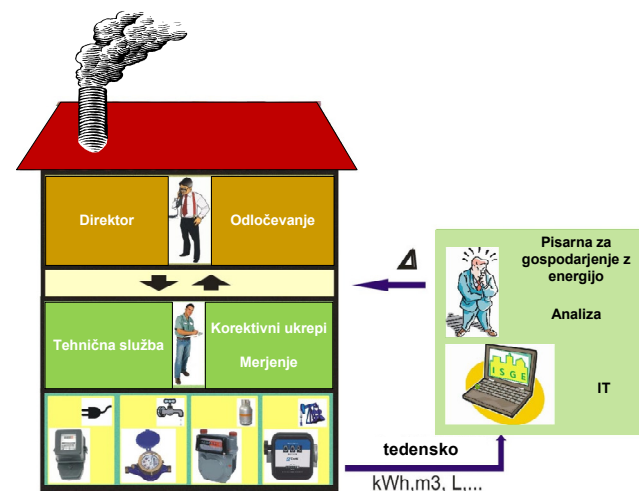 Direktor
Odločevanje
Δ
Pisarna za
gospodarjenje z
energijo
Analiza
Tehnična služba
Korektivni ukrepi
Merjenje
ISGE
IT
tedensko
kWh,m3, L,...